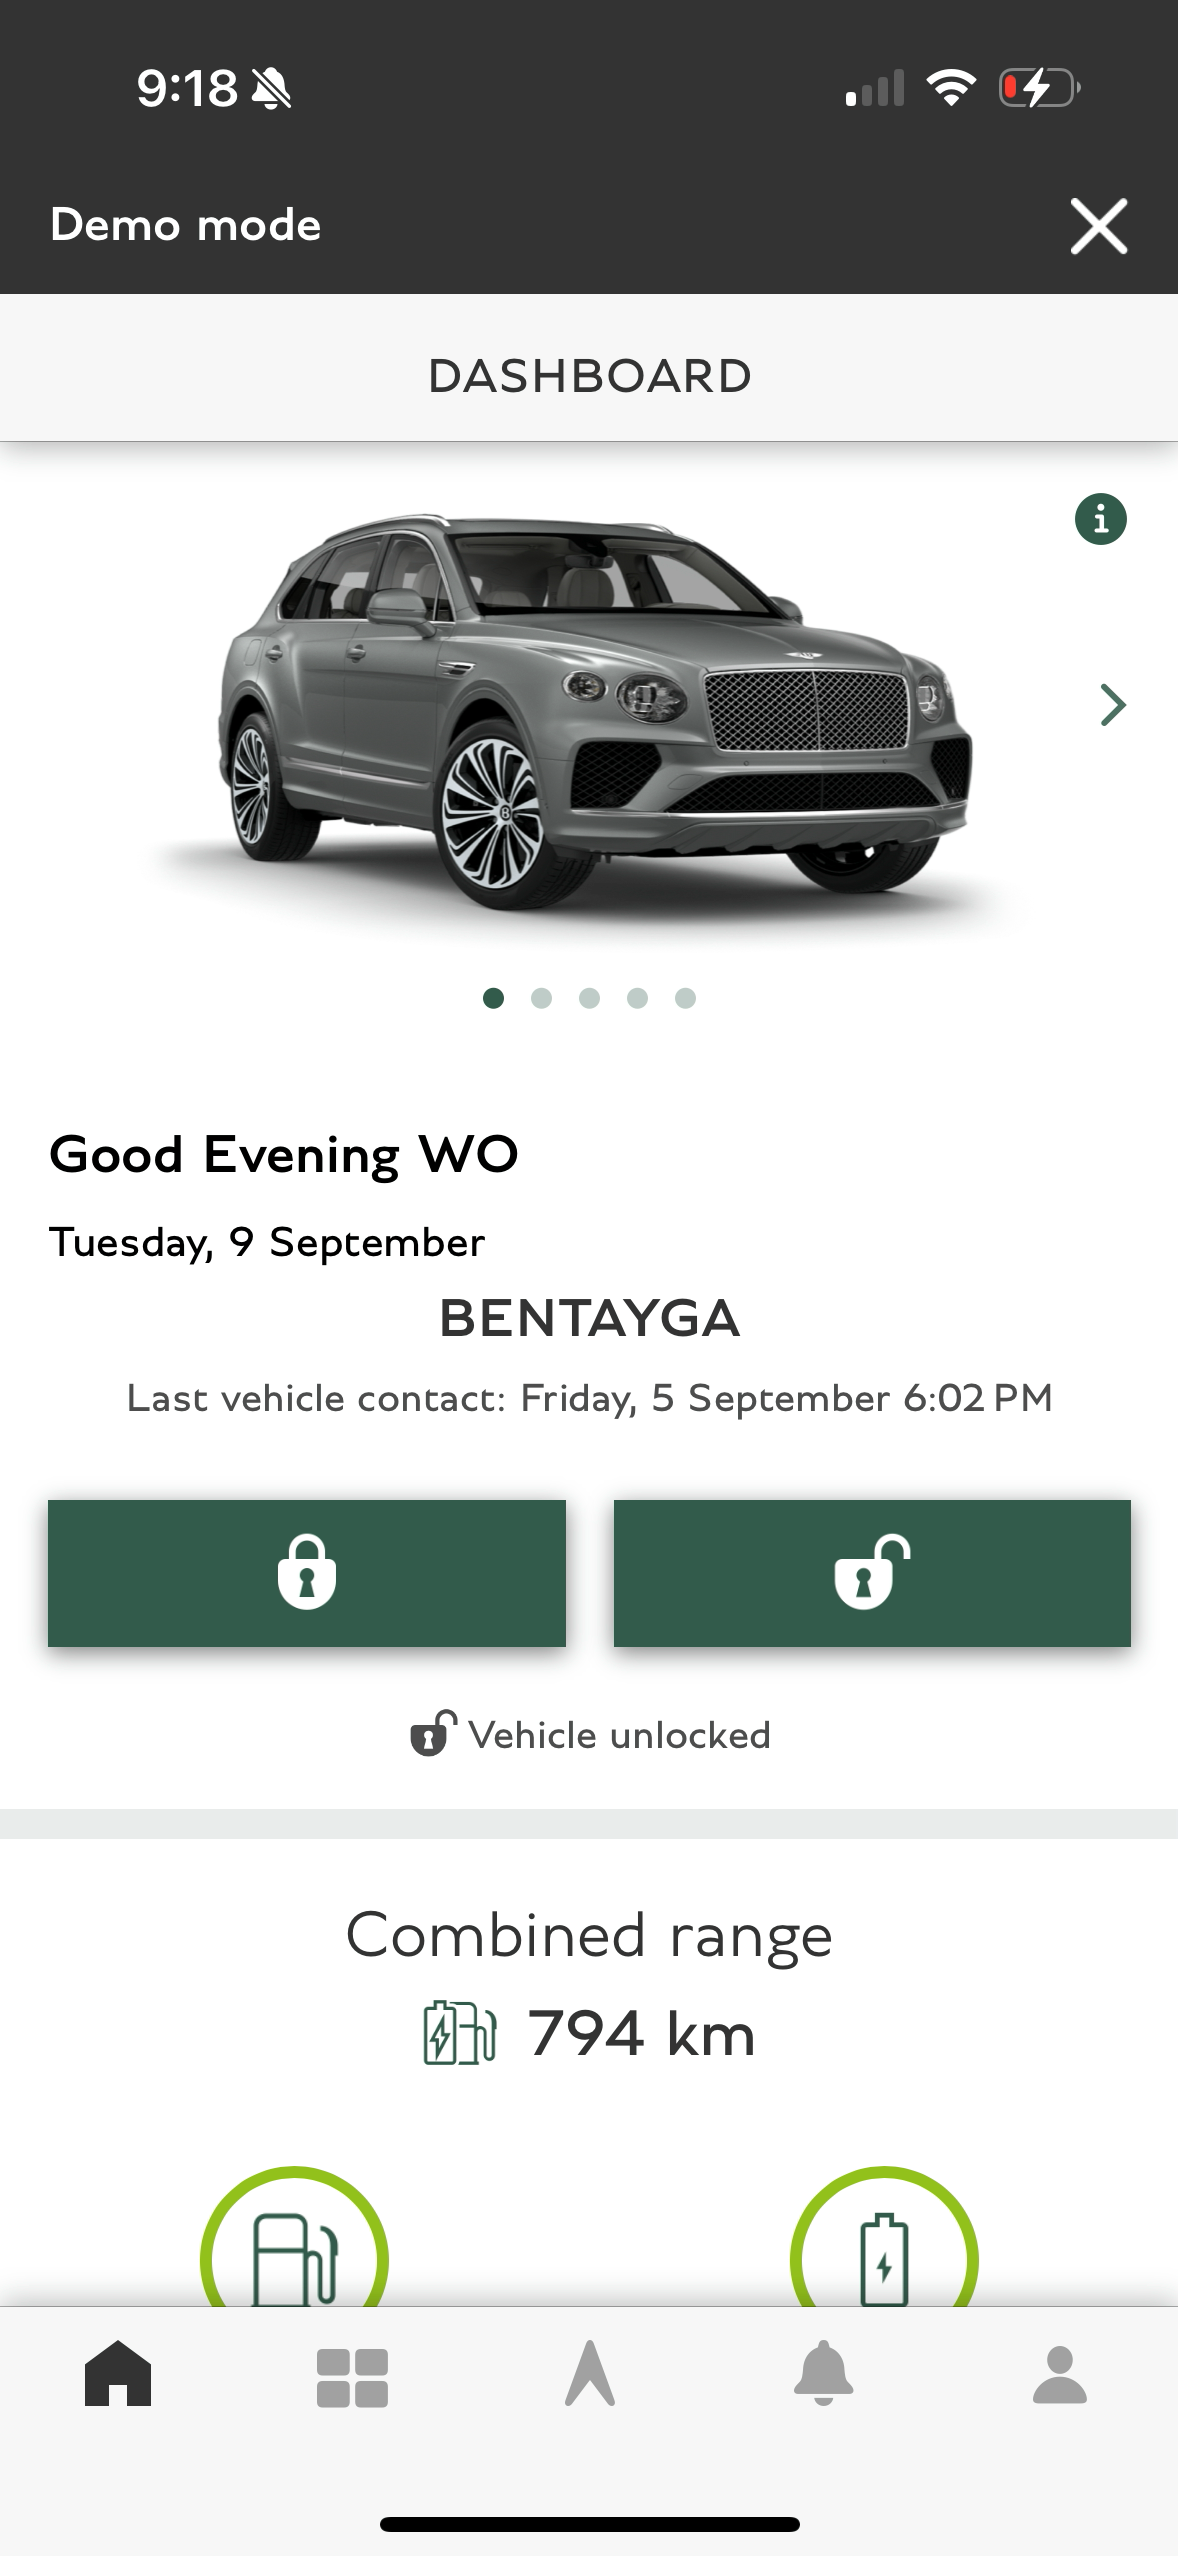 9:18
Demo mode
DASHBOARD
Good Evening WO
Tuesday, 9 September
BENTAYGA
Last vehicle contact: Friday, 5 September 6:02 PM
Vehicle unlocked
Combined range
794 km